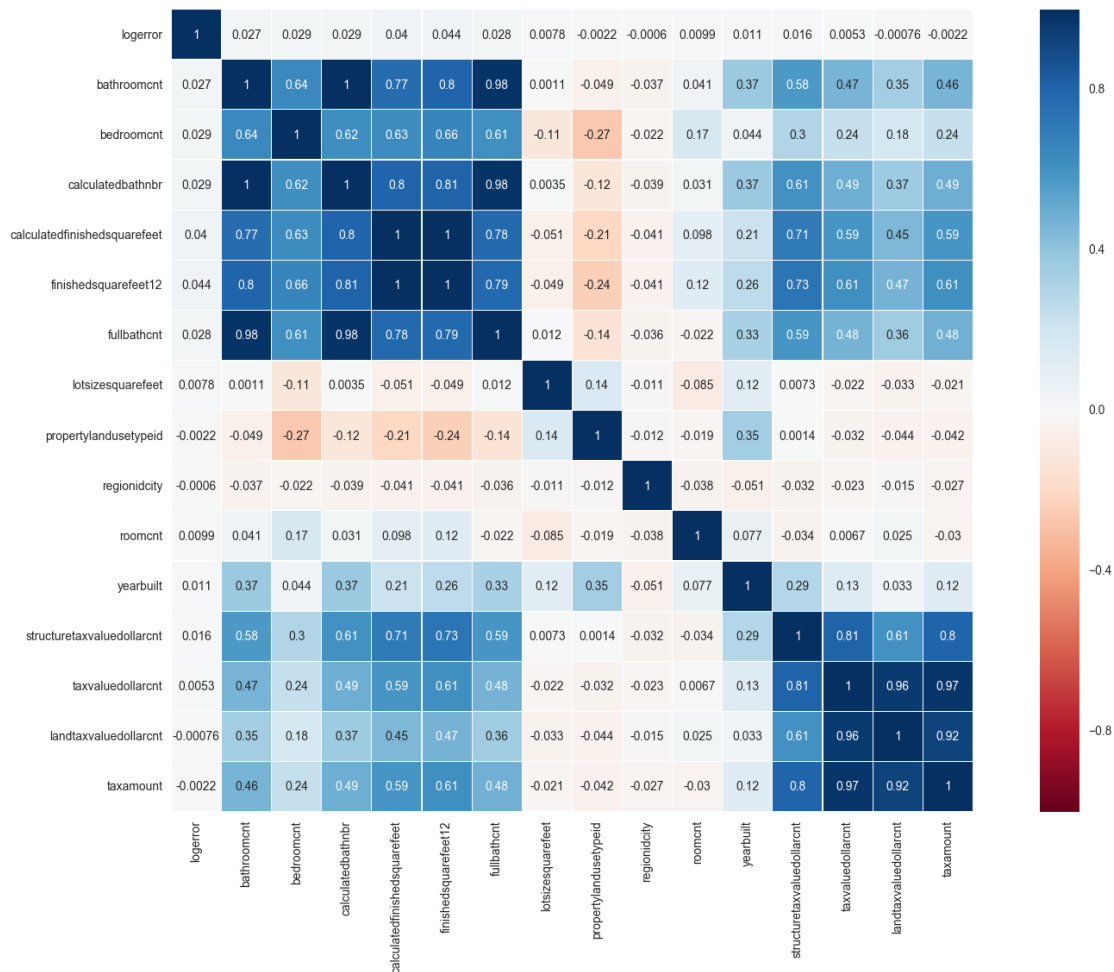 logerror 1 0.027 0.029 0.029 0.04 0.044 0.028 0.0078 -0.0022 -0.0006 0.0099 0.011 0.016 0.0053 -0.00076 -0.0022
bathroomcnt 0.027 1 0.64 1 0.77 0.8 0.98 0.0011 -0.049 -0.037 0.041 0.37 0.58 0.47 0.35 0.46
bedroomcnt 0.029 0.64 1 0.62 0.63 0.66 0.61 -0.11 -0.27 -0.022 0.17 0.044 0.3 0.24 0.18 0.24
calculatedbathnbr 0.029 1 0.62 1 0.8 0.81 0.98 0.0035 -0.12 -0.039 0.031 0.37 0.61 0.49 0.37 0.49
calculatedfinishedsquarefeet 0.04 0.77 0.63 0.8 1 1 0.78 -0.051 -0.21 -0.041 0.098 0.21 0.71 0.59 0.45 0.59
finishedsquarefeet12 0.044 0.8 0.66 0.81 1 1 0.79 -0.049 -0.24 -0.041 0.12 0.26 0.73 0.61 0.47 0.61
fullbathcnt 0.028 0.98 0.61 0.98 0.78 0.79 1 0.012 -0.14 -0.036 -0.022 0.33 0.59 0.48 0.36 0.48
lotsizesquarefeet 0.0078 0.0011 -0.11 0.0035 -0.051 -0.049 0.012 1 0.14 -0.011 -0.085 0.12 0.0073 -0.022 -0.033 -0.021
propertylandusetypeid -0.0022 -0.049 -0.27 -0.12 -0.21 -0.24 -0.14 0.14 1 -0.012 -0.019 0.35 0.0014 -0.032 -0.044 -0.042
regionidcity -0.0006 -0.037 -0.022 -0.039 -0.041 -0.041 -0.036 -0.011 -0.012 1 -0.038 -0.051 -0.032 -0.023 -0.015 -0.027
roomcnt 0.0099 0.041 0.17 0.031 0.098 0.12 -0.022 -0.085 -0.019 -0.038 1 0.077 -0.034 0.0067 0.025 -0.03
yearbuilt 0.011 0.37 0.044 0.37 0.21 0.26 0.33 0.12 0.35 -0.051 0.077 1 0.29 0.13 0.033 0.12
structuretaxvaluedollarcnt 0.016 0.58 0.3 0.61 0.71 0.73 0.59 0.0073 0.0014 -0.032 -0.034 0.29 1 0.81 0.61 0.8
taxvaluedollarcnt 0.0053 0.47 0.24 0.49 0.59 0.61 0.48 -0.022 -0.032 -0.023 0.0067 0.13 0.81 1 0.96 0.97
landtaxvaluedollarcnt -0.00076 0.35 0.18 0.37 0.45 0.47 0.36 -0.033 -0.044 -0.015 0.025 0.033 0.61 0.96 1 0.92
taxamount -0.0022 0.46 0.24 0.49 0.59 0.61 0.48 -0.021 -0.042 -0.027 -0.03 0.12 0.8 0.97 0.92 1
logerror
bathroomcnt
bedroomcnt
calculatedbathnbr
calculatedfinishedsquarefeet
finishedsquarefeet12
fullbathcnt
lotsizesquarefeet
propertylandusetypeid
regionidcity
roomcnt
yearbuilt
structuretaxvaluedollarcnt
taxvaluedollarcnt
landtaxvaluedollarcnt
taxamount
0.8
0.4
0.0
−0.4
−0.8